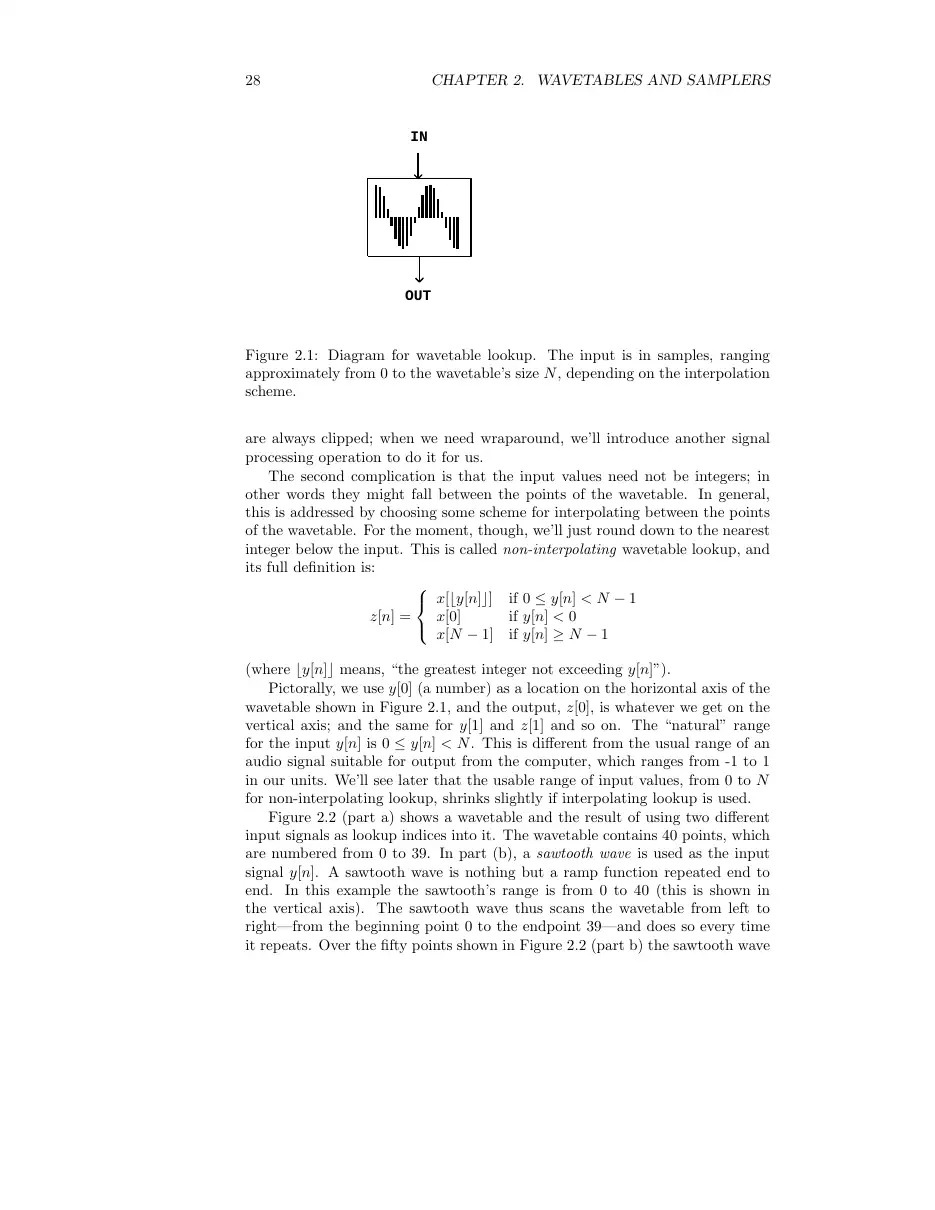 28 CHAPTER 2. WAVETABLES AND SAMPLERS
IN
OUT
Figure 2.1: Diagram for wavetable lookup. The input is in samples, ranging
approximately from 0 to the wavetable's size N, depending on the interpolation
scheme.
are always clipped; when we need wraparound, we'll introduce another signal
processing operation to do it for us.
The second complication is that the input values need not be integers; in
other words they might fall between the points of the wavetable. In general,
this is addressed by choosing some scheme for interpolating between the points
of the wavetable. For the moment, though, we'll just round down to the nearest
integer below the input. This is called non-interpolating wavetable lookup, and
its full definition is:
x[⌊y[n]⌋] if 0 ≤ y[n] < N − 1
z[n] = { x[0] if y[n] < 0
x[N − 1] if y[n] ≥ N − 1
(where ⌊y[n]⌋ means, “the greatest integer not exceeding y[n]”).
Pictorally, we use y[0] (a number) as a location on the horizontal axis of the
wavetable shown in Figure 2.1, and the output, z[0], is whatever we get on the
vertical axis; and the same for y[1] and z[1] and so on. The “natural” range
for the input y[n] is 0 ≤ y[n] < N. This is different from the usual range of an
audio signal suitable for output from the computer, which ranges from -1 to 1
in our units. We'll see later that the usable range of input values, from 0 to N
for non-interpolating lookup, shrinks slightly if interpolating lookup is used.
Figure 2.2 (part a) shows a wavetable and the result of using two different
input signals as lookup indices into it. The wavetable contains 40 points, which
are numbered from 0 to 39. In part (b), a sawtooth wave is used as the input
signal y[n]. A sawtooth wave is nothing but a ramp function repeated end to
end. In this example the sawtooth's range is from 0 to 40 (this is shown in
the vertical axis). The sawtooth wave thus scans the wavetable from left to
right—from the beginning point 0 to the endpoint 39—and does so every time
it repeats. Over the fifty points shown in Figure 2.2 (part b) the sawtooth wave